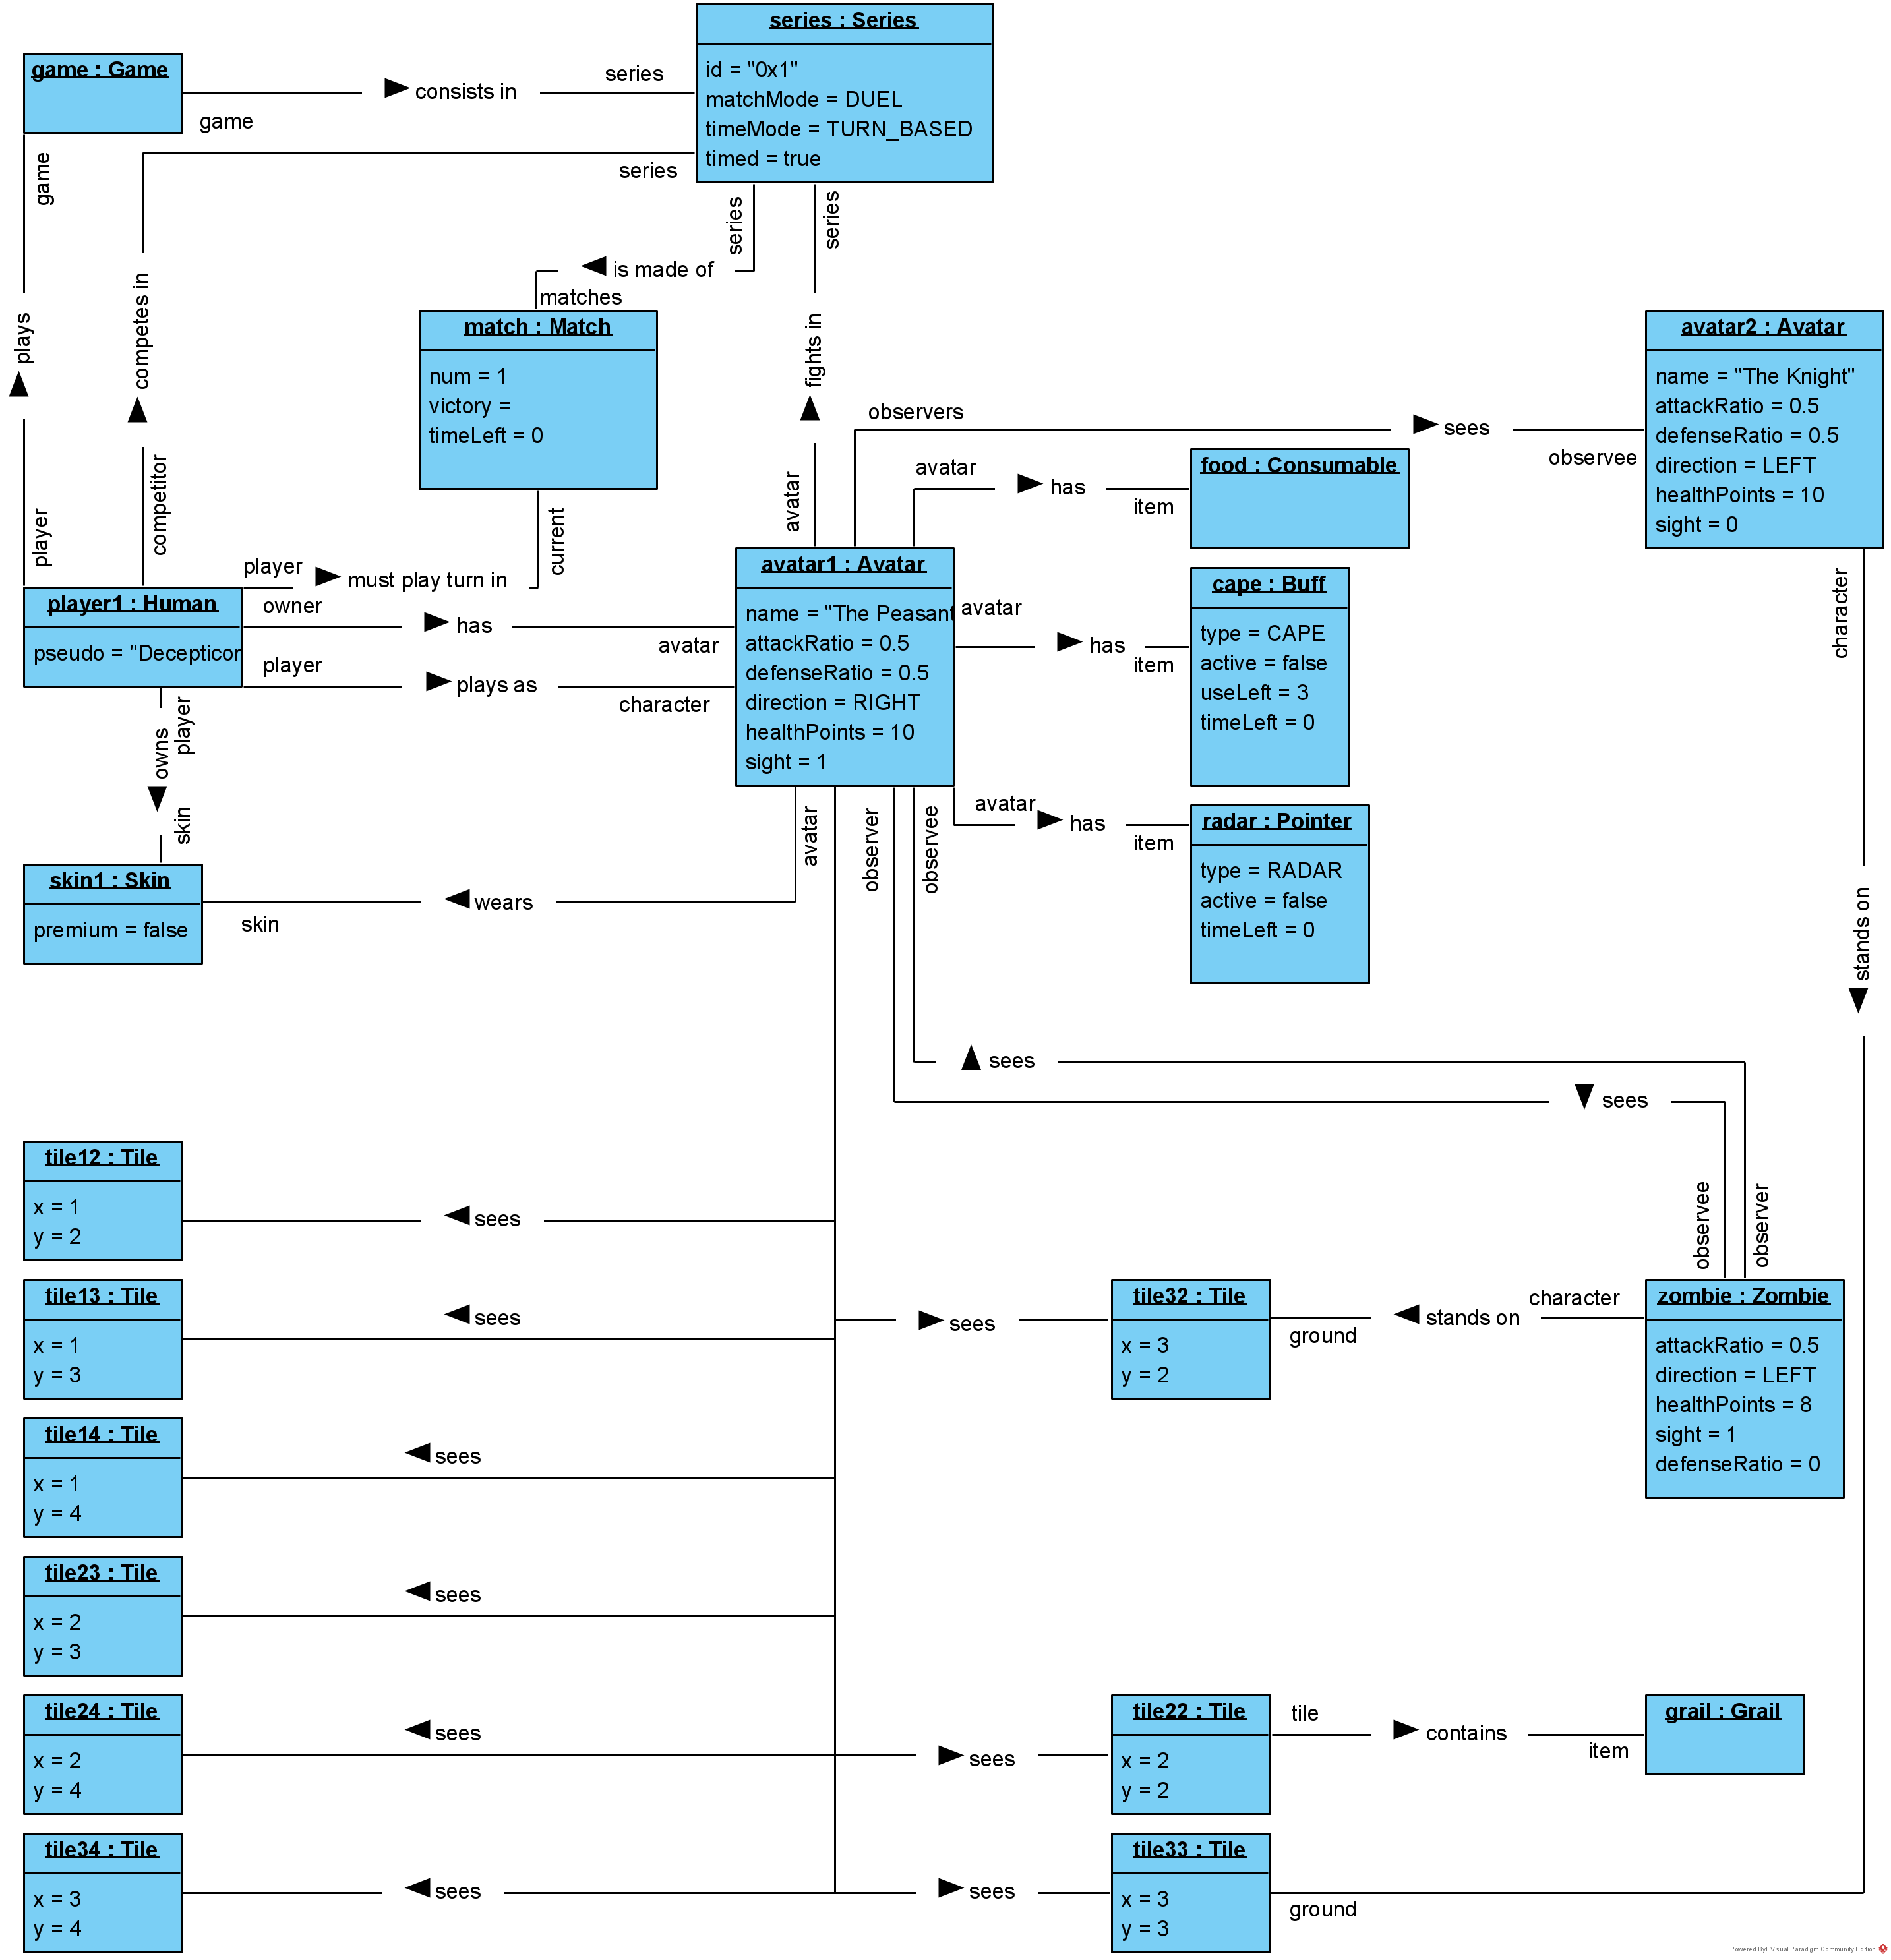 series : Series
id = "0x1"
matchMode = DUEL
timeMode = TURN_BASED
timed = true
game : Game
consists in
series
game
game
plays
player
series
competes in
competitor
series
is made of
matches
series
fights in
avatar
match : Match
num = 1
victory =
timeLeft = 0
current
player
must play turn in
player1 : Human
pseudo = "Decepticor
owner
has
avatar
player
plays as
character
player
owns
skin
skin1 : Skin
premium = false
avatar
wears
skin
avatar1 : Avatar
name = "The Peasant
attackRatio = 0.5
defenseRatio = 0.5
direction = RIGHT
healthPoints = 10
sight = 1
observers
sees
observee
avatar2 : Avatar
name = "The Knight"
attackRatio = 0.5
defenseRatio = 0.5
direction = LEFT
healthPoints = 10
sight = 0
avatar
has
item
food : Consumable
avatar
has
item
cape : Buff
type = CAPE
active = false
useLeft = 3
timeLeft = 0
avatar
has
item
radar : Pointer
type = RADAR
active = false
timeLeft = 0
character
stands on
observer
observee
sees
sees
observee
observer
tile12 : Tile
x = 1
y = 2
sees
tile13 : Tile
x = 1
y = 3
sees
sees
tile32 : Tile
x = 3
y = 2
ground
stands on
character
zombie : Zombie
attackRatio = 0.5
direction = LEFT
healthPoints = 8
sight = 1
defenseRatio = 0
tile14 : Tile
x = 1
y = 4
sees
tile23 : Tile
x = 2
y = 3
sees
tile24 : Tile
x = 2
y = 4
sees
sees
tile22 : Tile
x = 2
y = 2
tile
contains
item
grail : Grail
tile34 : Tile
x = 3
y = 4
sees
sees
tile33 : Tile
x = 3
y = 3
ground
Powered By Visual Paradigm Community Edition